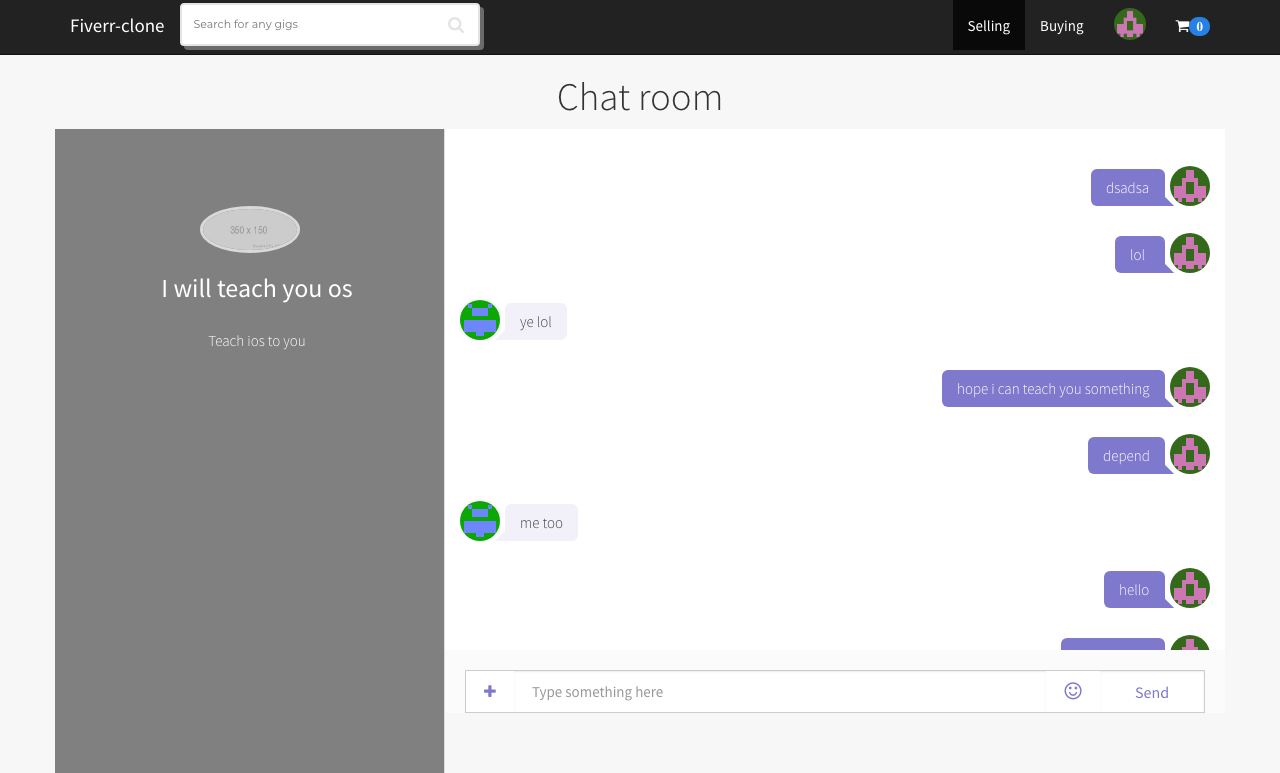 Fiverr-clone
Search for any gigs
Selling
Buying
0
Chat room
360 x 150
I will teach you os
Teach ios to you
dsadsa
lol
ye lol
hope i can teach you something
depend
me too
hello
Type something here
Send